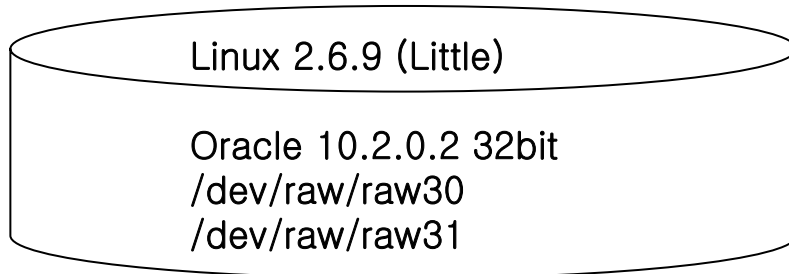 Linux 2.6.9 (Little)
Oracle 10.2.0.2 32bit
/dev/raw/raw30
/dev/raw/raw31